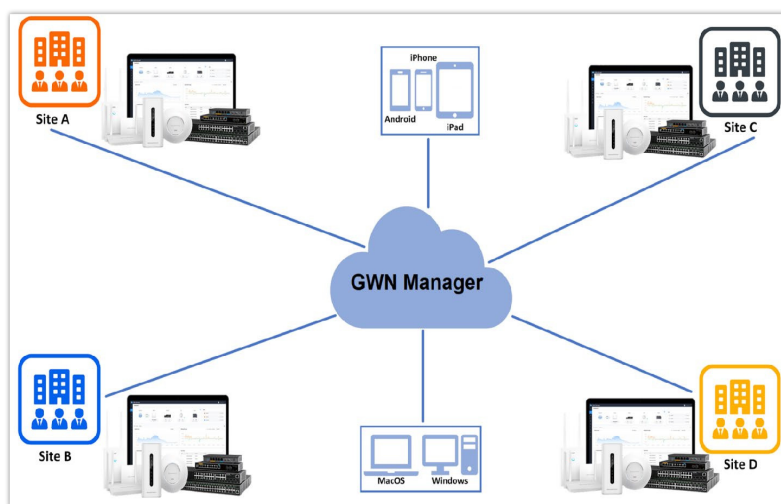 iPhone
Android
iPad
Site A
Site C
GWN Manager
Site B
MacOS
Windows
Site D